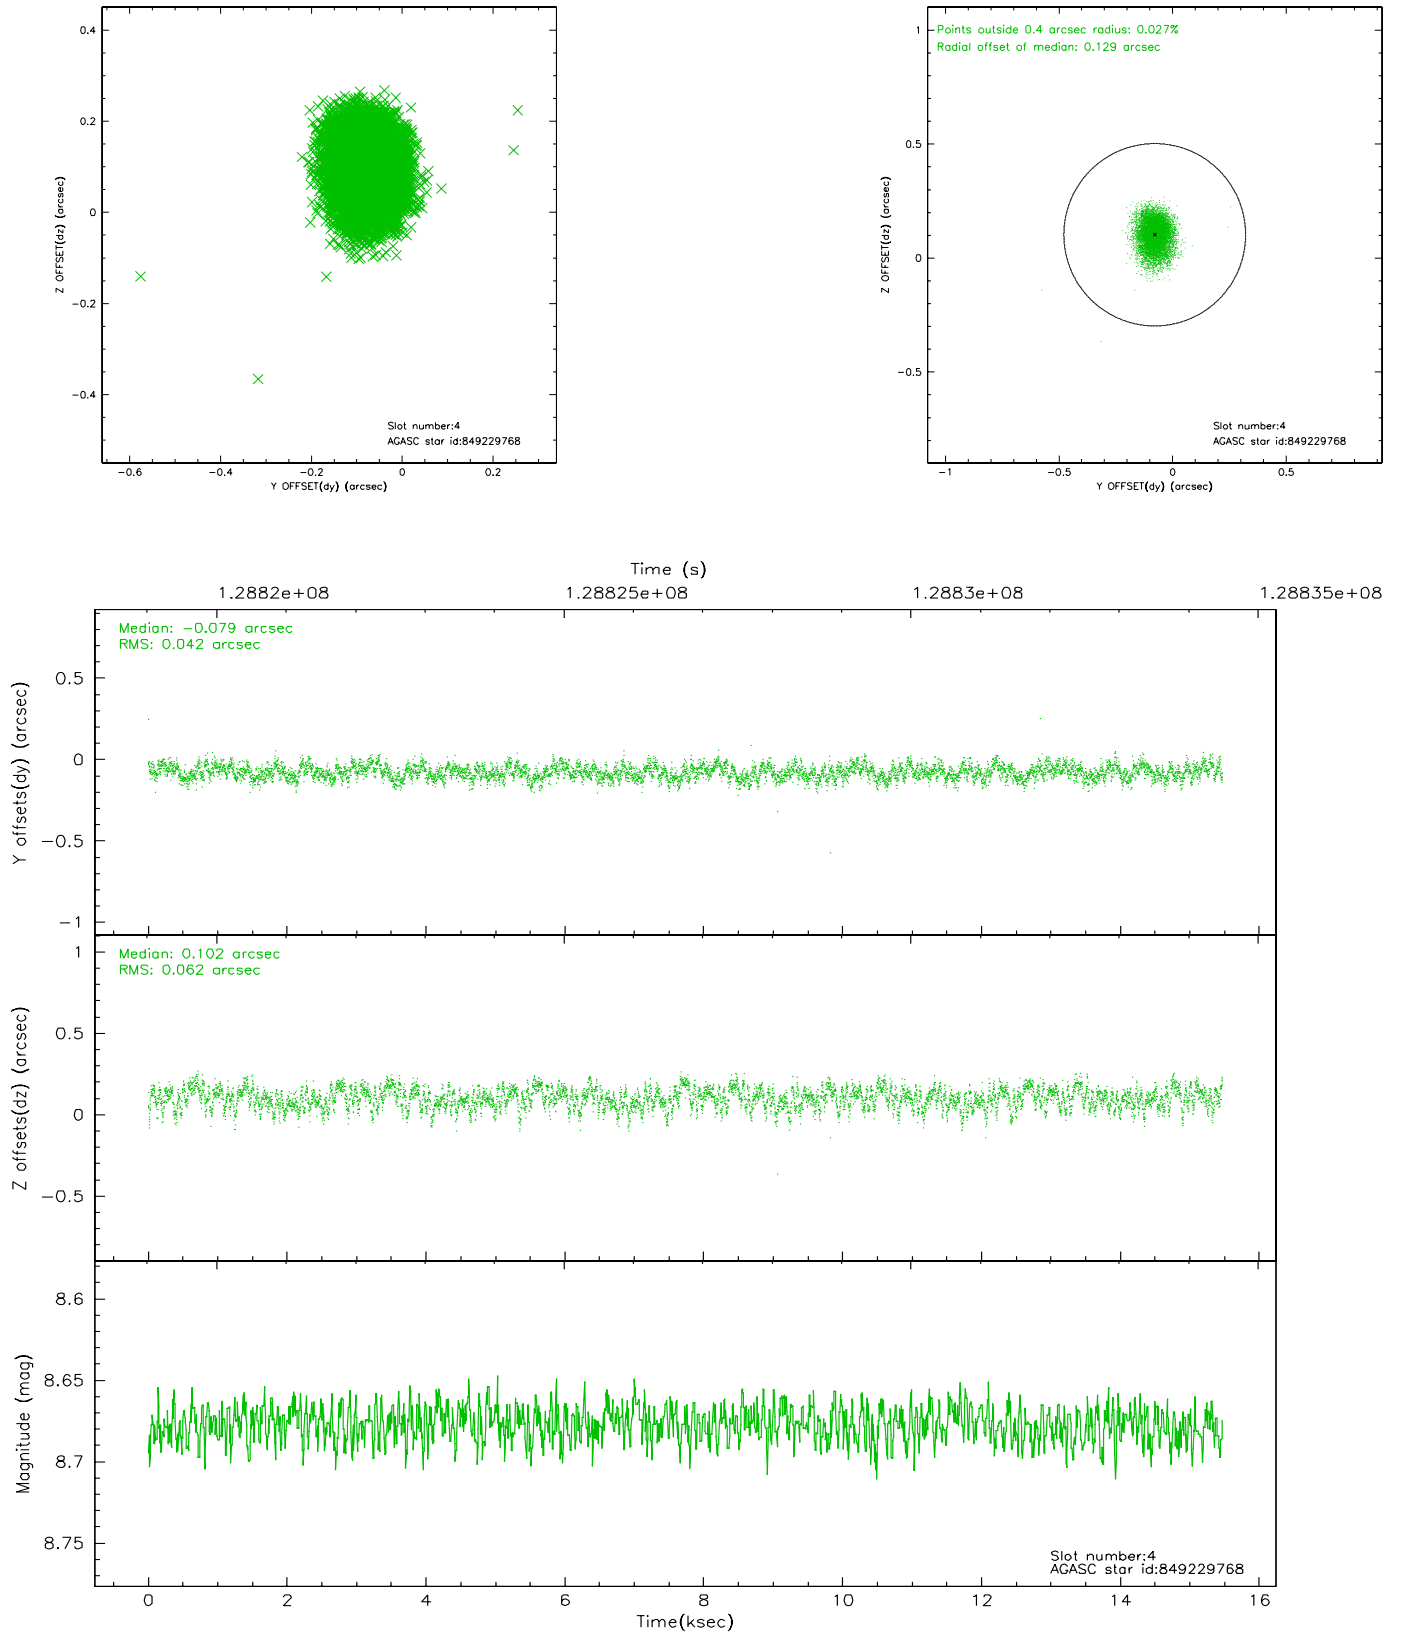 0.4
0.2
0
-0.2
-0.4
Z OFFSET(dz) (arcsec)
Slot number:4
AGASC star id:849229768
-0.6 -0.4 -0.2 0 0.2
Y OFFSET(dy) (arcsec)
Points outside 0.4 arcsec radius: 0.027%
Radial offset of median: 0.129 arcsec
1
0.5
0
-0.5
Z OFFSET(dz) (arcsec)
Slot number:4
AGASC star id:849229768
-1 -0.5 0 0.5
Y OFFSET(dy) (arcsec)
Time (s)
1.2882e+08 1.28825e+08 1.2883e+08 1.28835e+08
Median: -0.079 arcsec
RMS: 0.042 arcsec
0.5
0
-0.5
-1
Y offsets(dy) (arcsec)
Median: 0.102 arcsec
RMS: 0.062 arcsec
1
0.5
0
-0.5
Z offsets(dz) (arcsec)
8.6
8.65
8.7
8.75
Magnitude (mag)
Slot number:4
AGASC star id:849229768
0 2 4 6 8 10 12 14 16
Time(ksec)